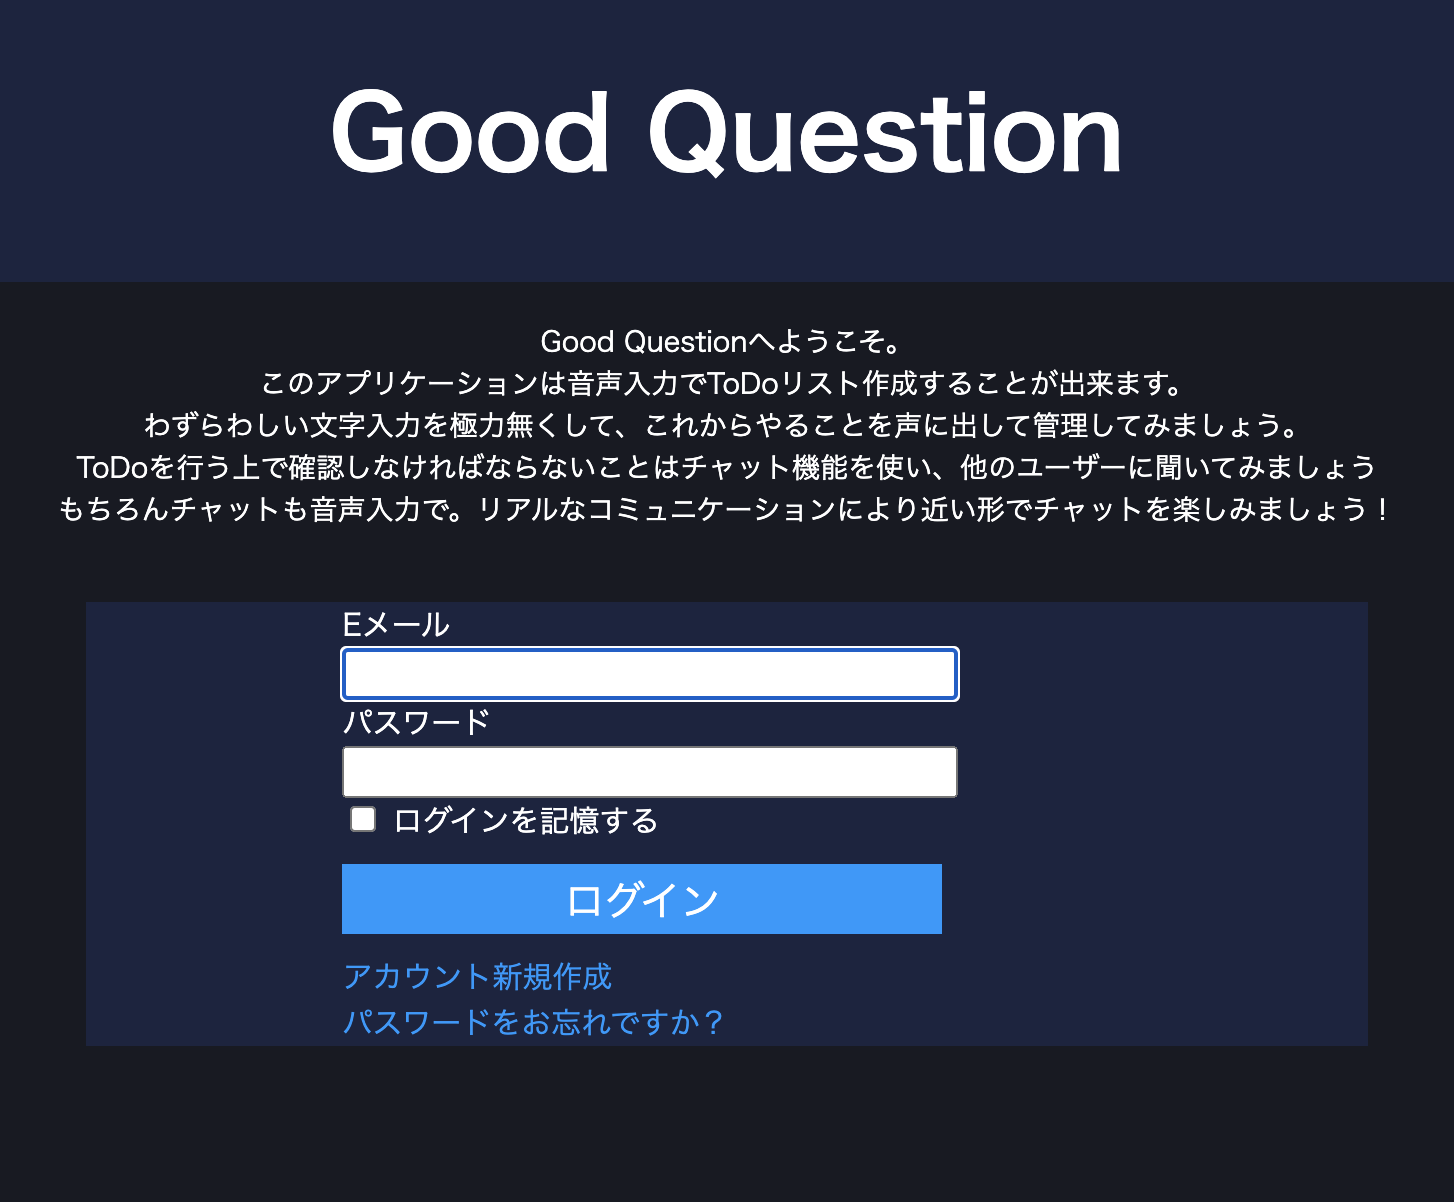 Good Question
Good Questionへようこそ。
このアプリケーションは音声入力でToDoリスト作成することが出来ます。
わずらわしい文字入力を極力無くして、これからやることを声に出して管理してみましょう。
ToDoを行う上で確認しなければならないことはチャット機能を使い、他のユーザーに聞いてみましょう
もちろんチャットも音声入力で。リアルなコミュニケーションにより近い形でチャットを楽しみましょう！
Eメール
パスワード
ログインを記憶する
ログイン
アカウント新規作成
パスワードをお忘れですか？